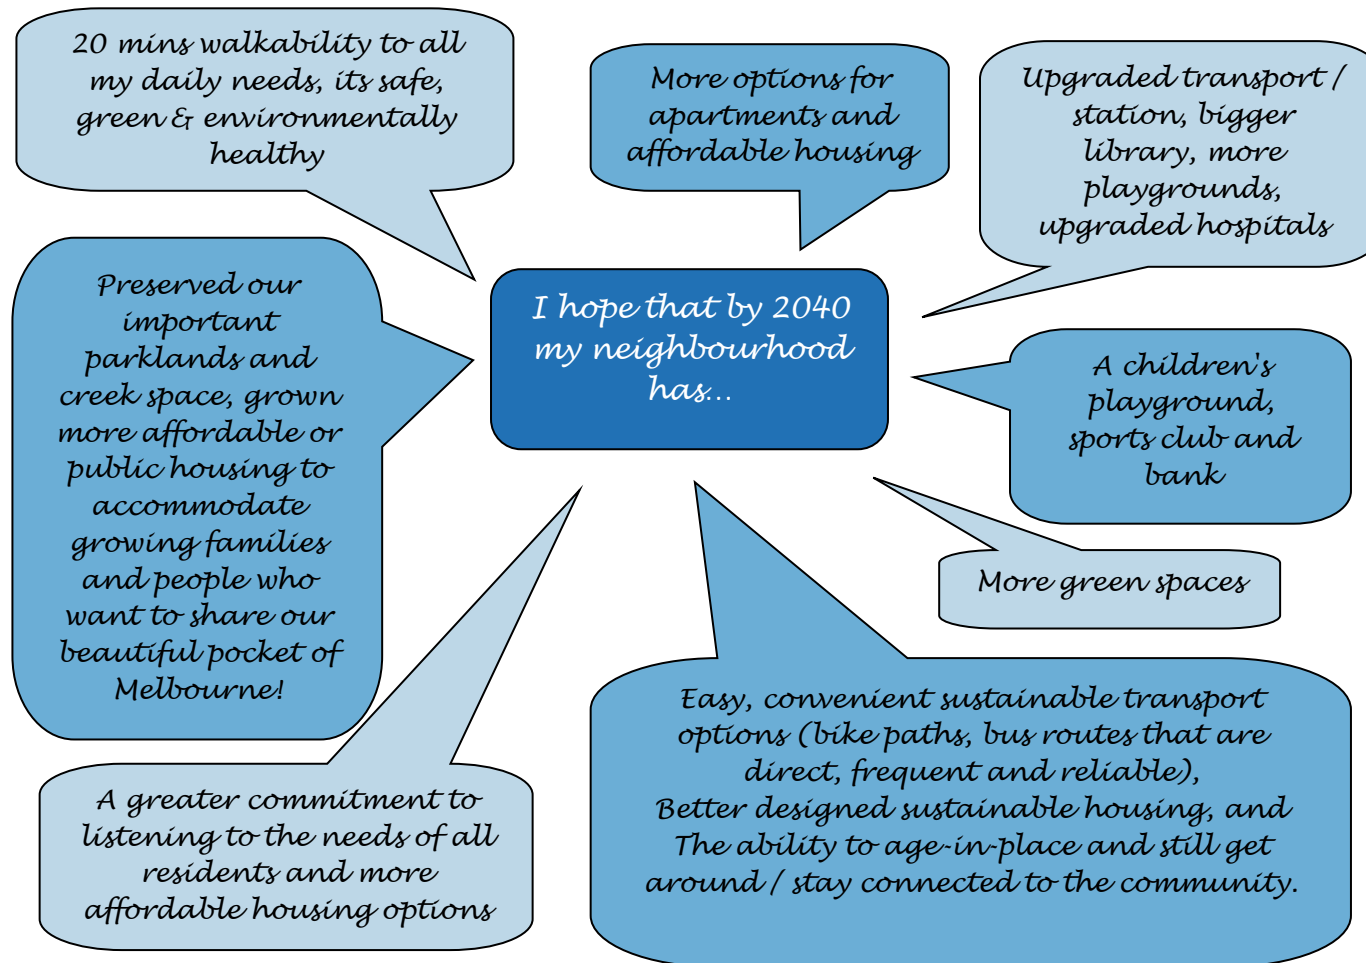 20 mins walkability to all
my daily needs, its safe,
green & environmentally
healthy
More options for
apartments and
affordable housing
Upgraded transport /
station, bigger
library, more
playgrounds,
upgraded hospitals
Preserved our
important
parklands and
creek space, grown
more affordable or
public housing to
accommodate
growing families
and people who
want to share our
beautiful pocket of
Melbourne!
I hope that by 2040
my neighbourhood
has...
A children's
playground,
sports club and
bank
More green spaces
A greater commitment to
listening to the needs of all
residents and more
affordable housing options
Easy, convenient sustainable transport
options (bike paths, bus routes that are
direct, frequent and reliable),
Better designed sustainable housing, and
The ability to age-in-place and still get
around / stay connected to the community.